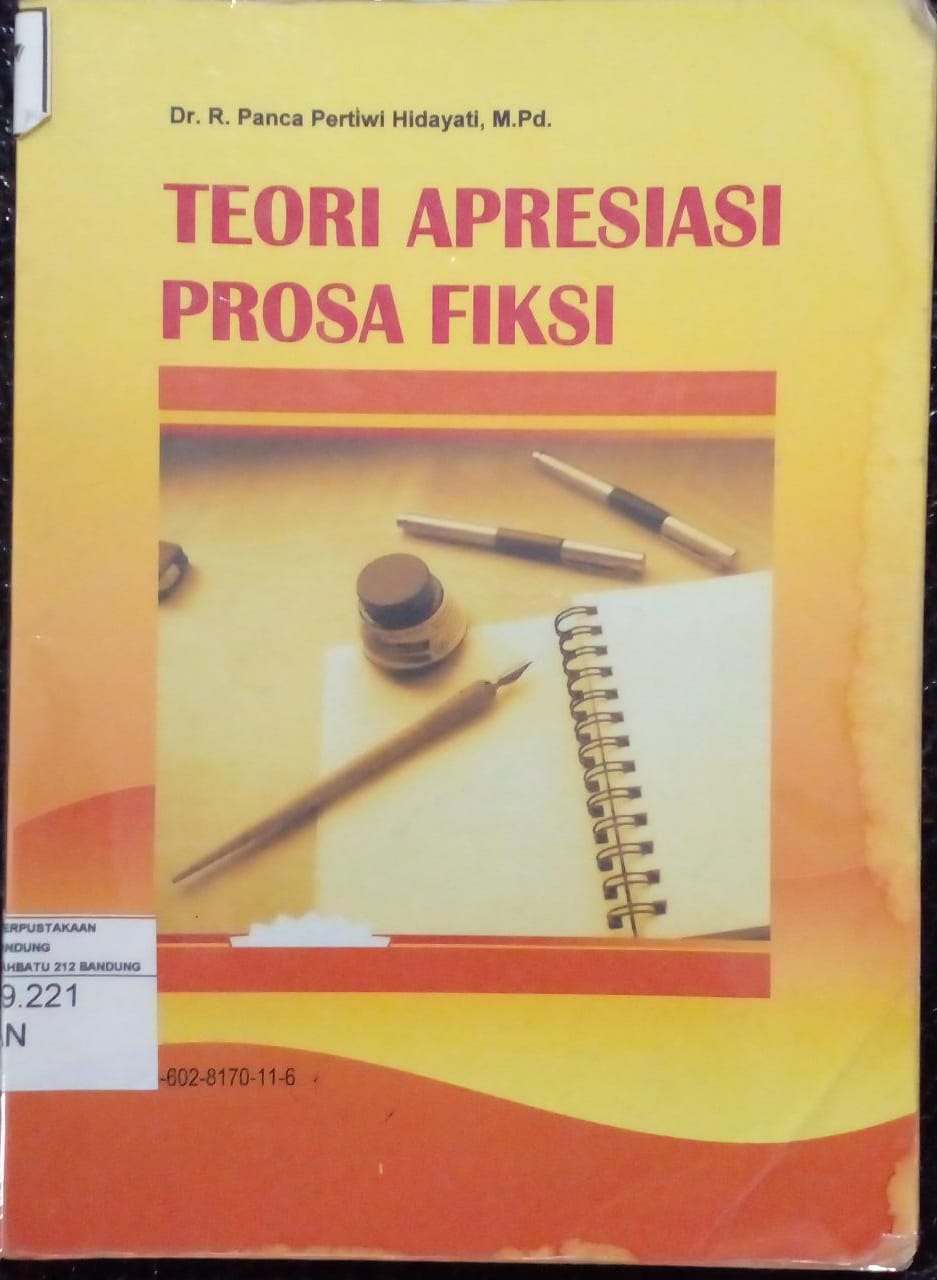 Dr. R. Panca Pertiwi Hidayati, M.Pd.
TEORI APRESIASI
PROSA FIKSI
ERPUSTAKAAN
NDUNG
AHBATU 212 BANDUNG
9.221
AN
-602-8170-11-6